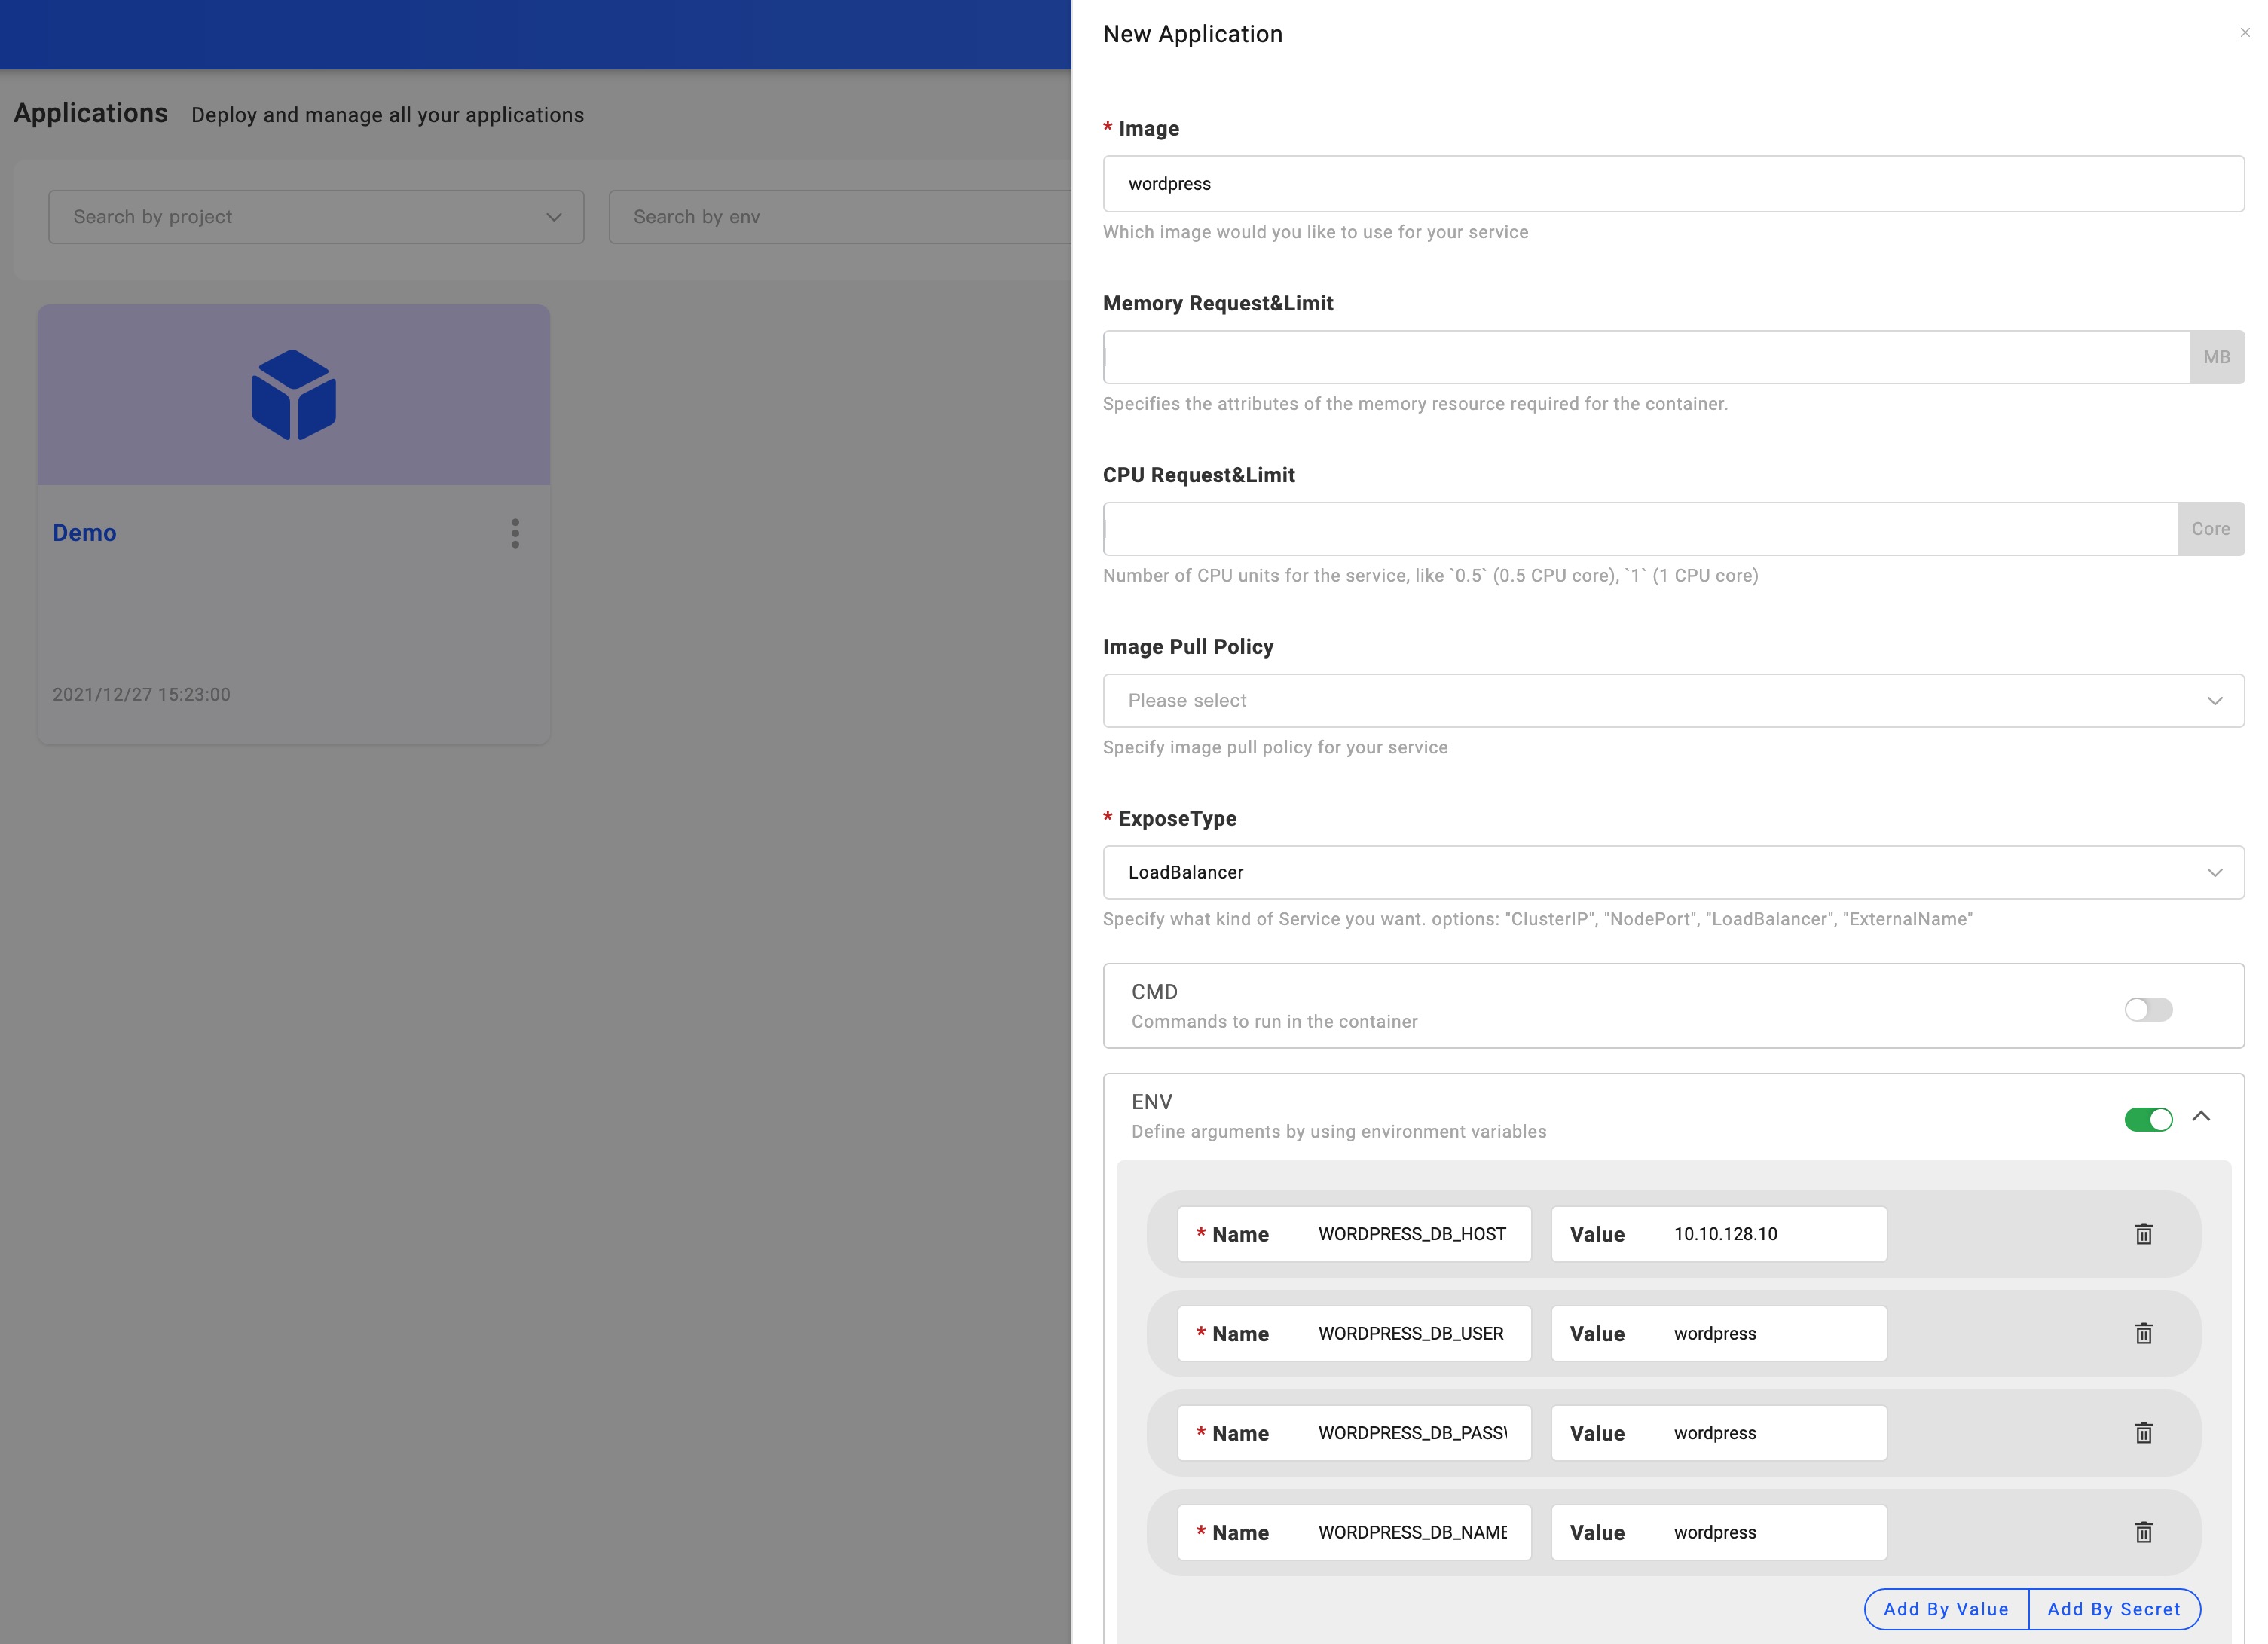 Applications Deploy and manage all your applications
Search by project
Search by env
Demo
2021/12/27 15:23:00
New Application
* Image
wordpress
Which image would you like to use for your service
Memory Request&Limit
MB
Specifies the attributes of the memory resource required for the container.
CPU Request&Limit
Core
Number of CPU units for the service, like `0.5` (0.5 CPU core), `1` (1 CPU core)
Image Pull Policy
Please select
Specify image pull policy for your service
* ExposeType
LoadBalancer
Specify what kind of Service you want. options: "ClusterIP", "NodePort", "LoadBalancer", "ExternalName"
CMD
Commands to run in the container
ENV
Define arguments by using environment variables
* Name WORDPRESS_DB_HOST Value 10.10.128.10
* Name WORDPRESS_DB_USER Value wordpress
* Name WORDPRESS_DB_PASS Value wordpress
* Name WORDPRESS_DB_NAME Value wordpress
Add By Value Add By Secret